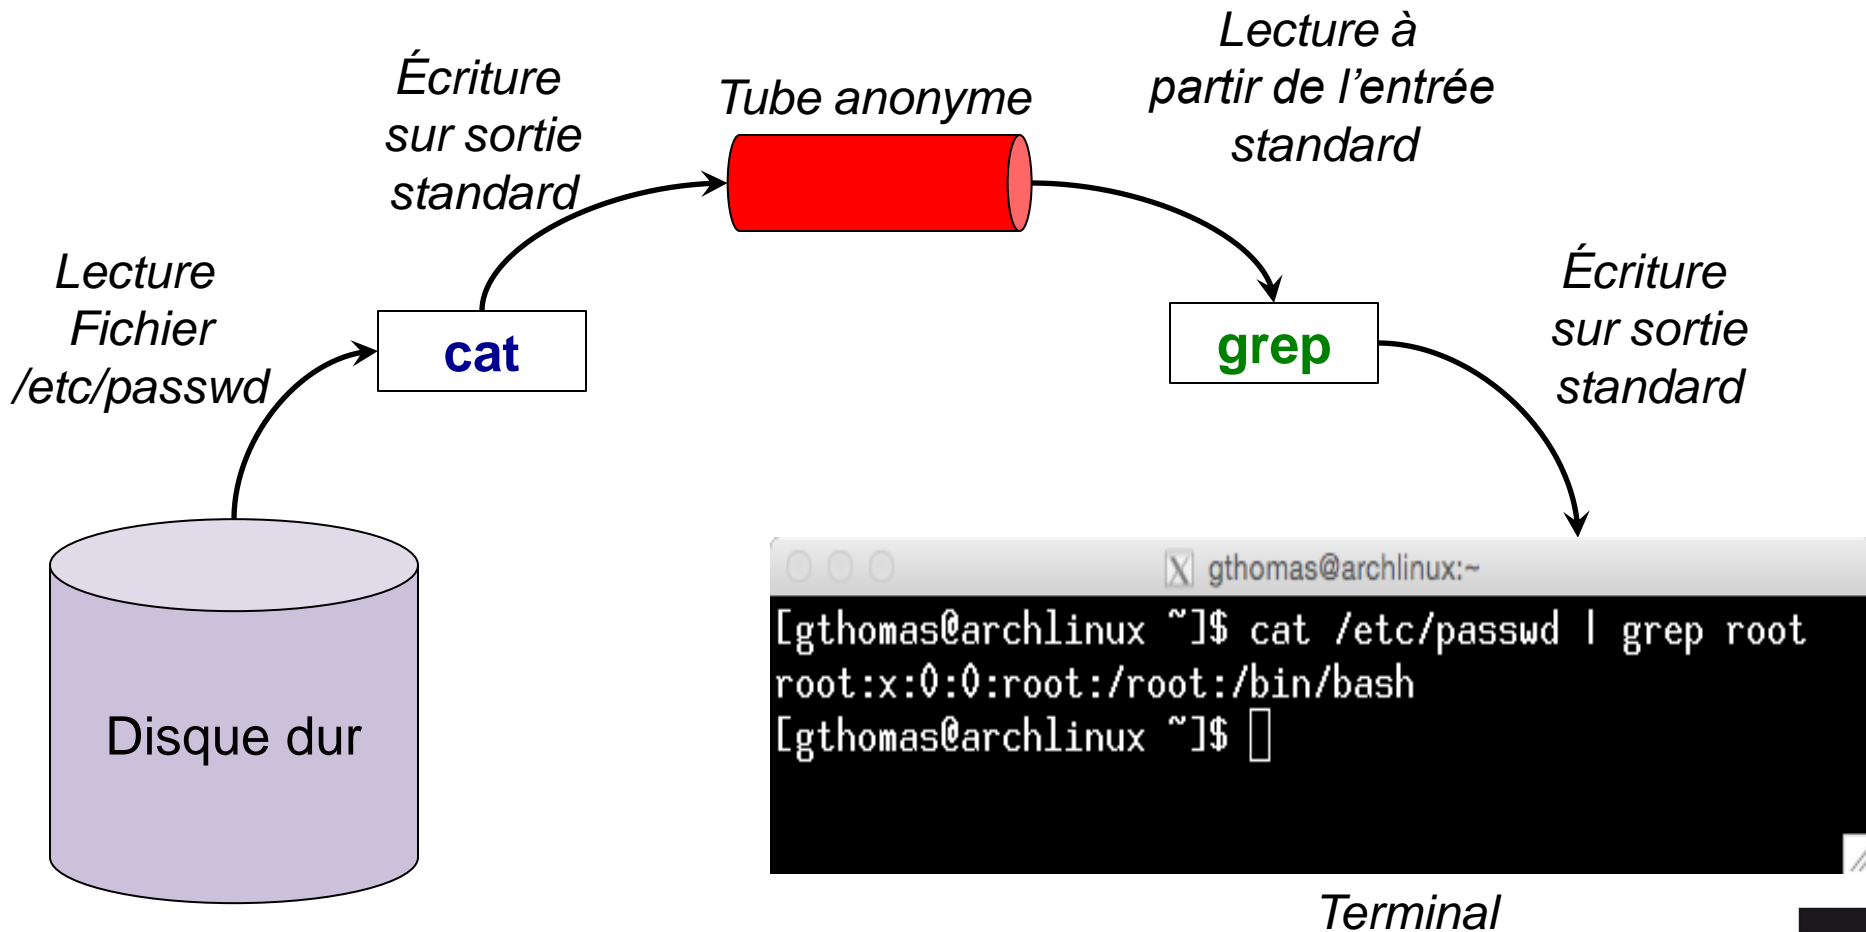 Lecture
Fichier
/etc/passwd
Disque dur
Écriture
sur sortie
standard
cat
Tube anonyme
Lecture à
partir de l’entrée
standard
grep
Écriture
sur sortie
standard
gthomas@archlinux:~
[gthomas@archlinux ~]$ cat /etc/passwd | grep root
root:x:0:0:root:/root:/bin/bash
[gthomas@archlinux ~]$
Terminal